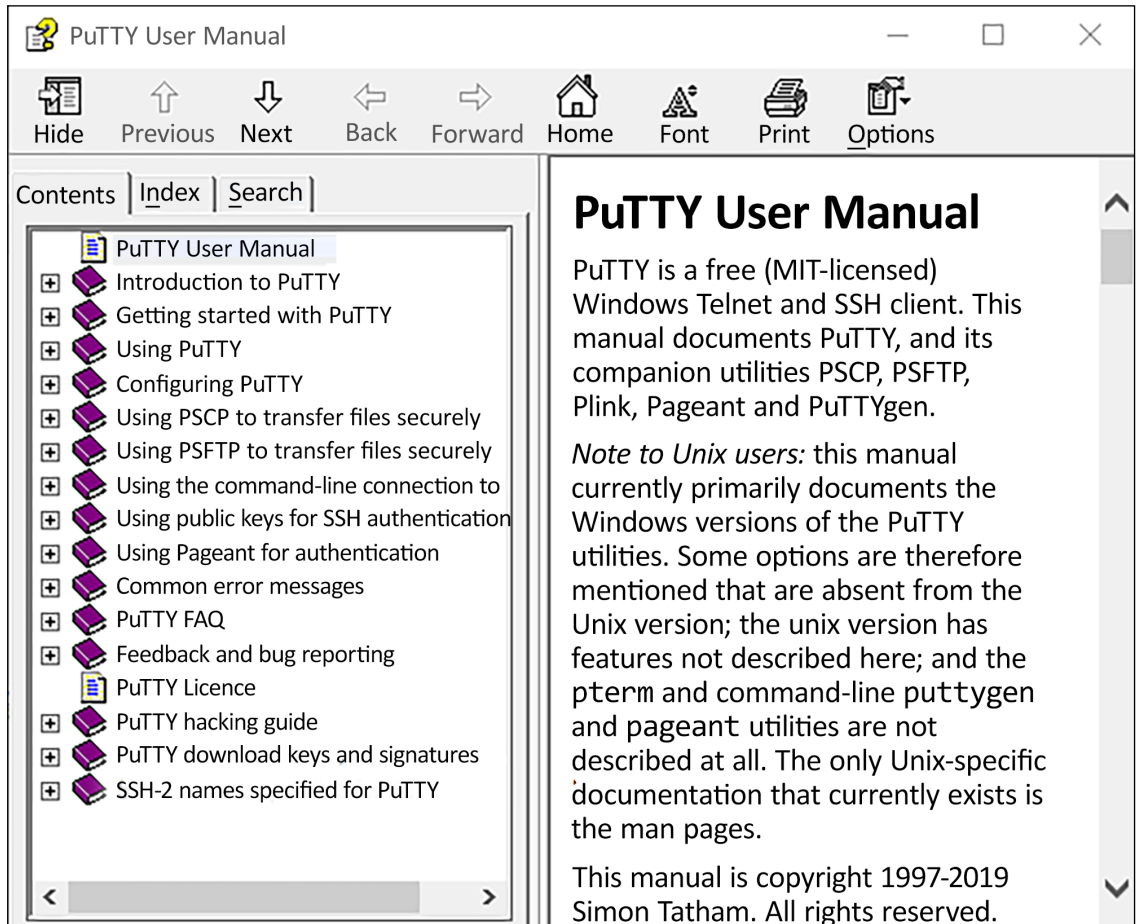 PuTTY User Manual
Hide Previous Next Back Forward Home Font Print Options
Contents Index Search
PuTTY User Manual
Introduction to PuTTY
Getting started with PuTTY
Using PuTTY
Configuring PuTTY
Using PSCP to transfer files securely
Using PSFTP to transfer files securely
Using the command-line connection to
Using public keys for SSH authentication
Using Pageant for authentication
Common error messages
PuTTY FAQ
Feedback and bug reporting
PuTTY Licence
PuTTY hacking guide
PuTTY download keys and signatures
SSH-2 names specified for PuTTY
PuTTY User Manual
PuTTY is a free (MIT-licensed)
Windows Telnet and SSH client. This
manual documents PuTTY, and its
companion utilities PSCP, PSFTP,
Plink, Pageant and PuTTYgen.
Note to Unix users: this manual
currently primarily documents the
Windows versions of the PuTTY
utilities. Some options are therefore
mentioned that are absent from the
Unix version; the unix version has
features not described here; and the
pterm and command-line puttygen
and pageant utilities are not
described at all. The only Unix-specific
documentation that currently exists is
the man pages.
This manual is copyright 1997-2019
Simon Tatham. All rights reserved.